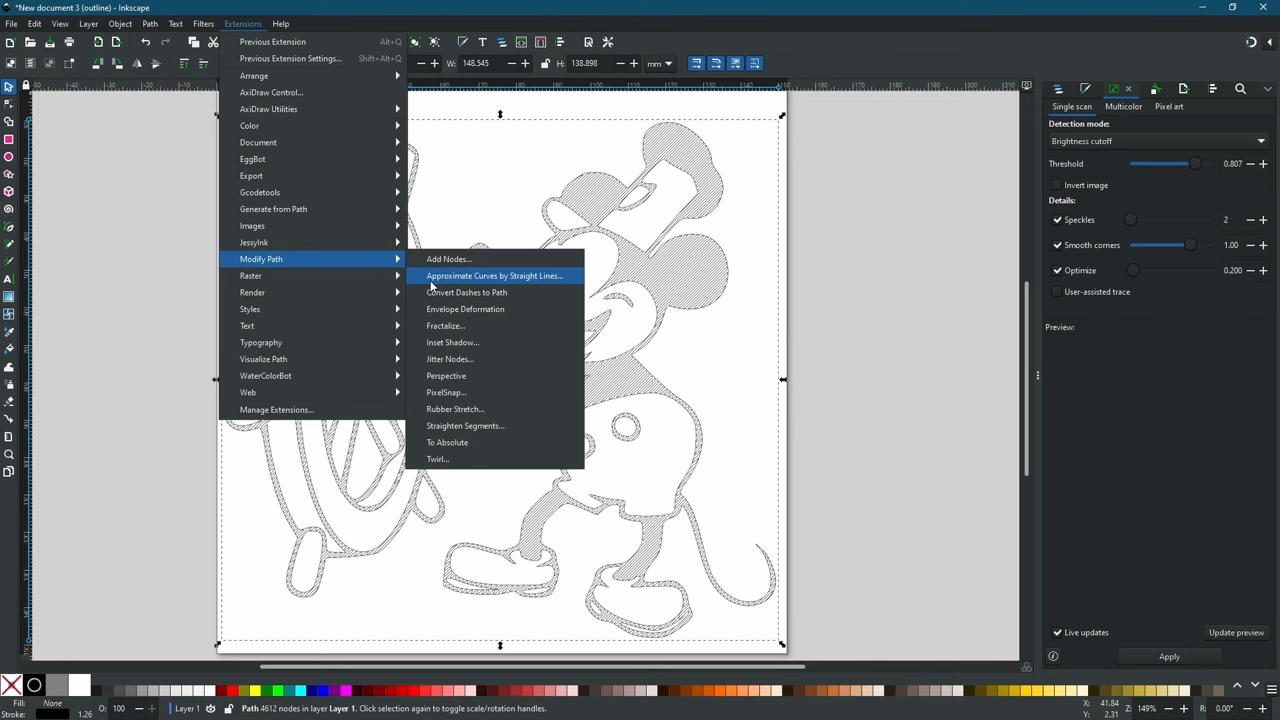 *New document 3 (outline) - Inkscape
File Edit View Layer Object Path Text Filters Extensions Help
W: 148.545 H: 138.898 mm
Previous Extension Alt+Q
Previous Extension Settings... Shift+Alt+Q
Arrange
AxiDraw Control...
AxiDraw Utilities
Color
Document
EggBot
Export
Gcodetools
Generate from Path
Images
JessyInk
Modify Path
Raster
Render
Styles
Text
Typography
Visualize Path
WaterColorBot
Web
Manage Extensions...
Add Nodes...
Approximate Curves by Straight Lines...
Convert Dashes to Path
Envelope Deformation
Fractalize...
Inset Shadow...
Jitter Nodes...
Perspective
PixelSnap...
Rubber Stretch...
Straighten Segments...
To Absolute
Twirl...
Single scan Multicolor Pixel art
Detection mode:
Brightness cutoff
Threshold 0.807
Invert image
Details:
Speckles 2
Smooth corners 1.00
Optimize 0.200
User-assisted trace
Preview:
Live updates Update preview
Apply
Fill: None
Stroke: 1.26
O: 100
Layer 1
Path 4612 nodes in layer Layer 1. Click selection again to toggle scale/rotation handles.
X: 41.84
Y: 2.31
Z: 149%
R: 0.00°